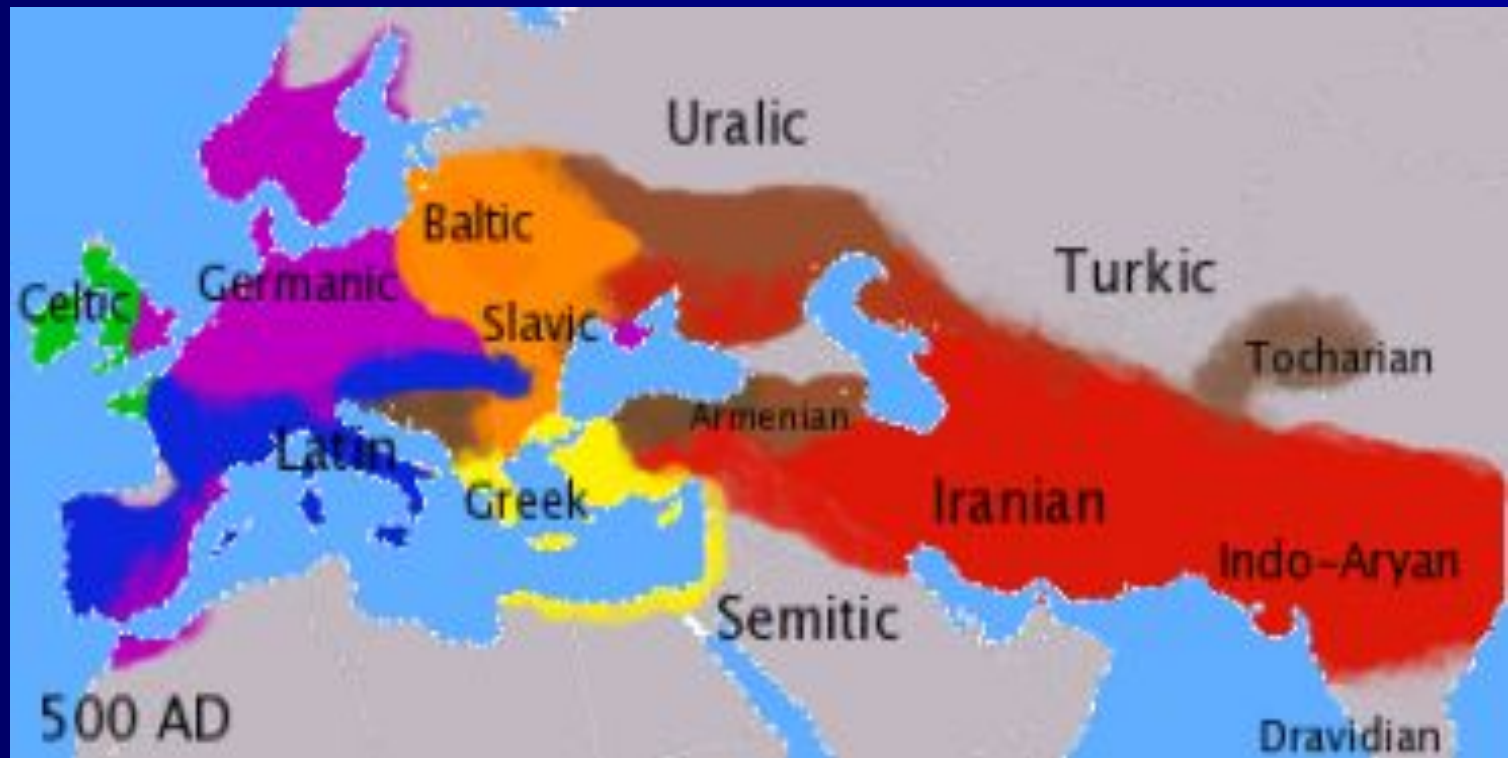 Uralic
Baltic
Turkic
Germanic
Celtic
Slavic
Tocharian
Armenian
Latin
Greek
Iranian
Indo-Aryan
Semitic
500 AD
Dravidian